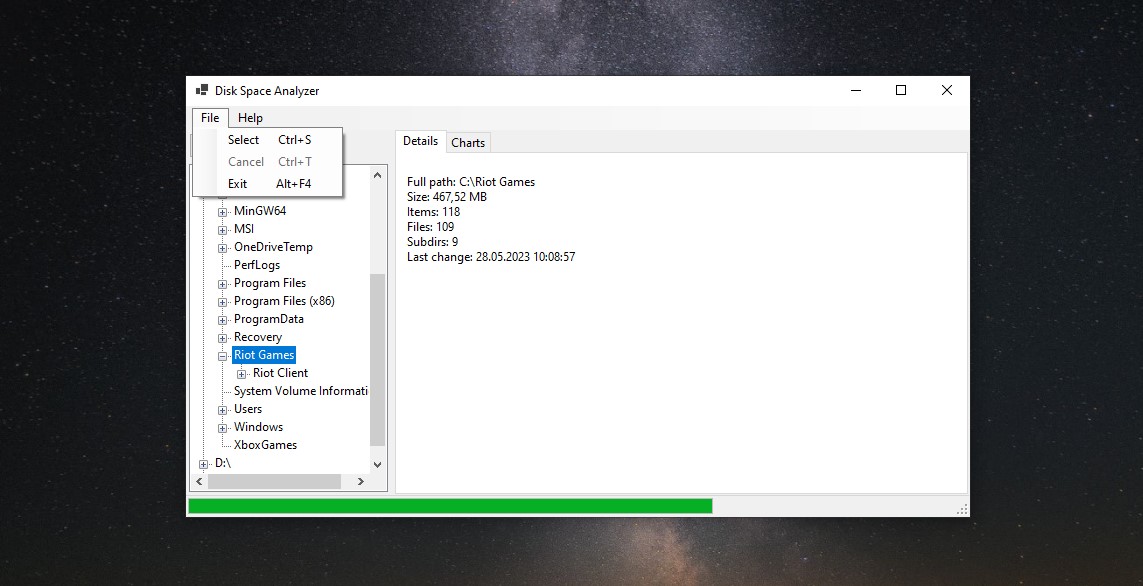 Disk Space Analyzer
File Help
Select Ctrl+S
Cancel Ctrl+T
Exit Alt+F4
MinGW64
MSI
OneDriveTemp
PerfLogs
Program Files
Program Files (x86)
ProgramData
Recovery
Riot Games
Riot Client
System Volume Informati
Users
Windows
XboxGames
D:\
Details Charts
Full path: C:\Riot Games
Size: 467,52 MB
Items: 118
Files: 109
Subdirs: 9
Last change: 28.05.2023 10:08:57